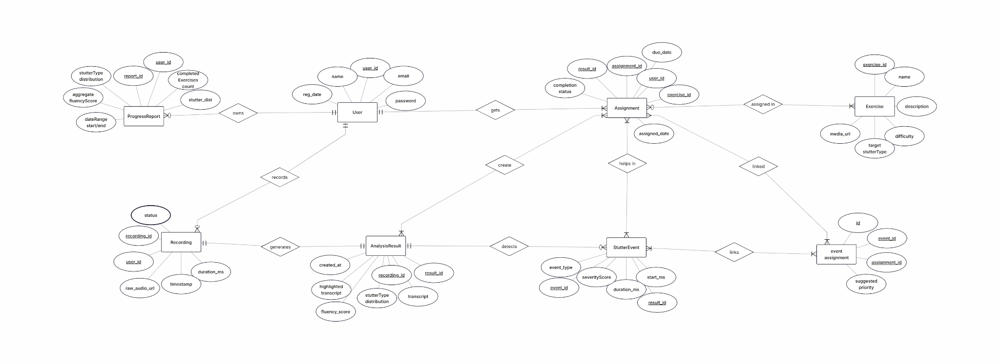 stutterType
distribution
report_id
user_id
completed
Exercises
count
aggregate
fluencyScore
stutter_dist
dateRange
start/end
ProgressReport
owns
reg_date
name
user_id
email
password
User
gets
completion
status
result_id
assignment_id
due_date
user_id
exercise_id
Assignment
assigned_date
assigned in
exercise_id
name
Exercise
description
media_url
target
stutterType
difficulty
records
create
helps in
linked
status
recording_id
Recording
user_id
raw_audio_url
timestamp
duration_ms
generates
AnalysisResult
created_at
highlighted
transcript
fluency_score
recording_id
stutterType
distribution
transcript
result_id
detects
StutterEvent
event_type
event_id
severityScore
duration_ms
start_ms
result_id
links
id
event_id
event
assignment
assignment_id
suggested
priority